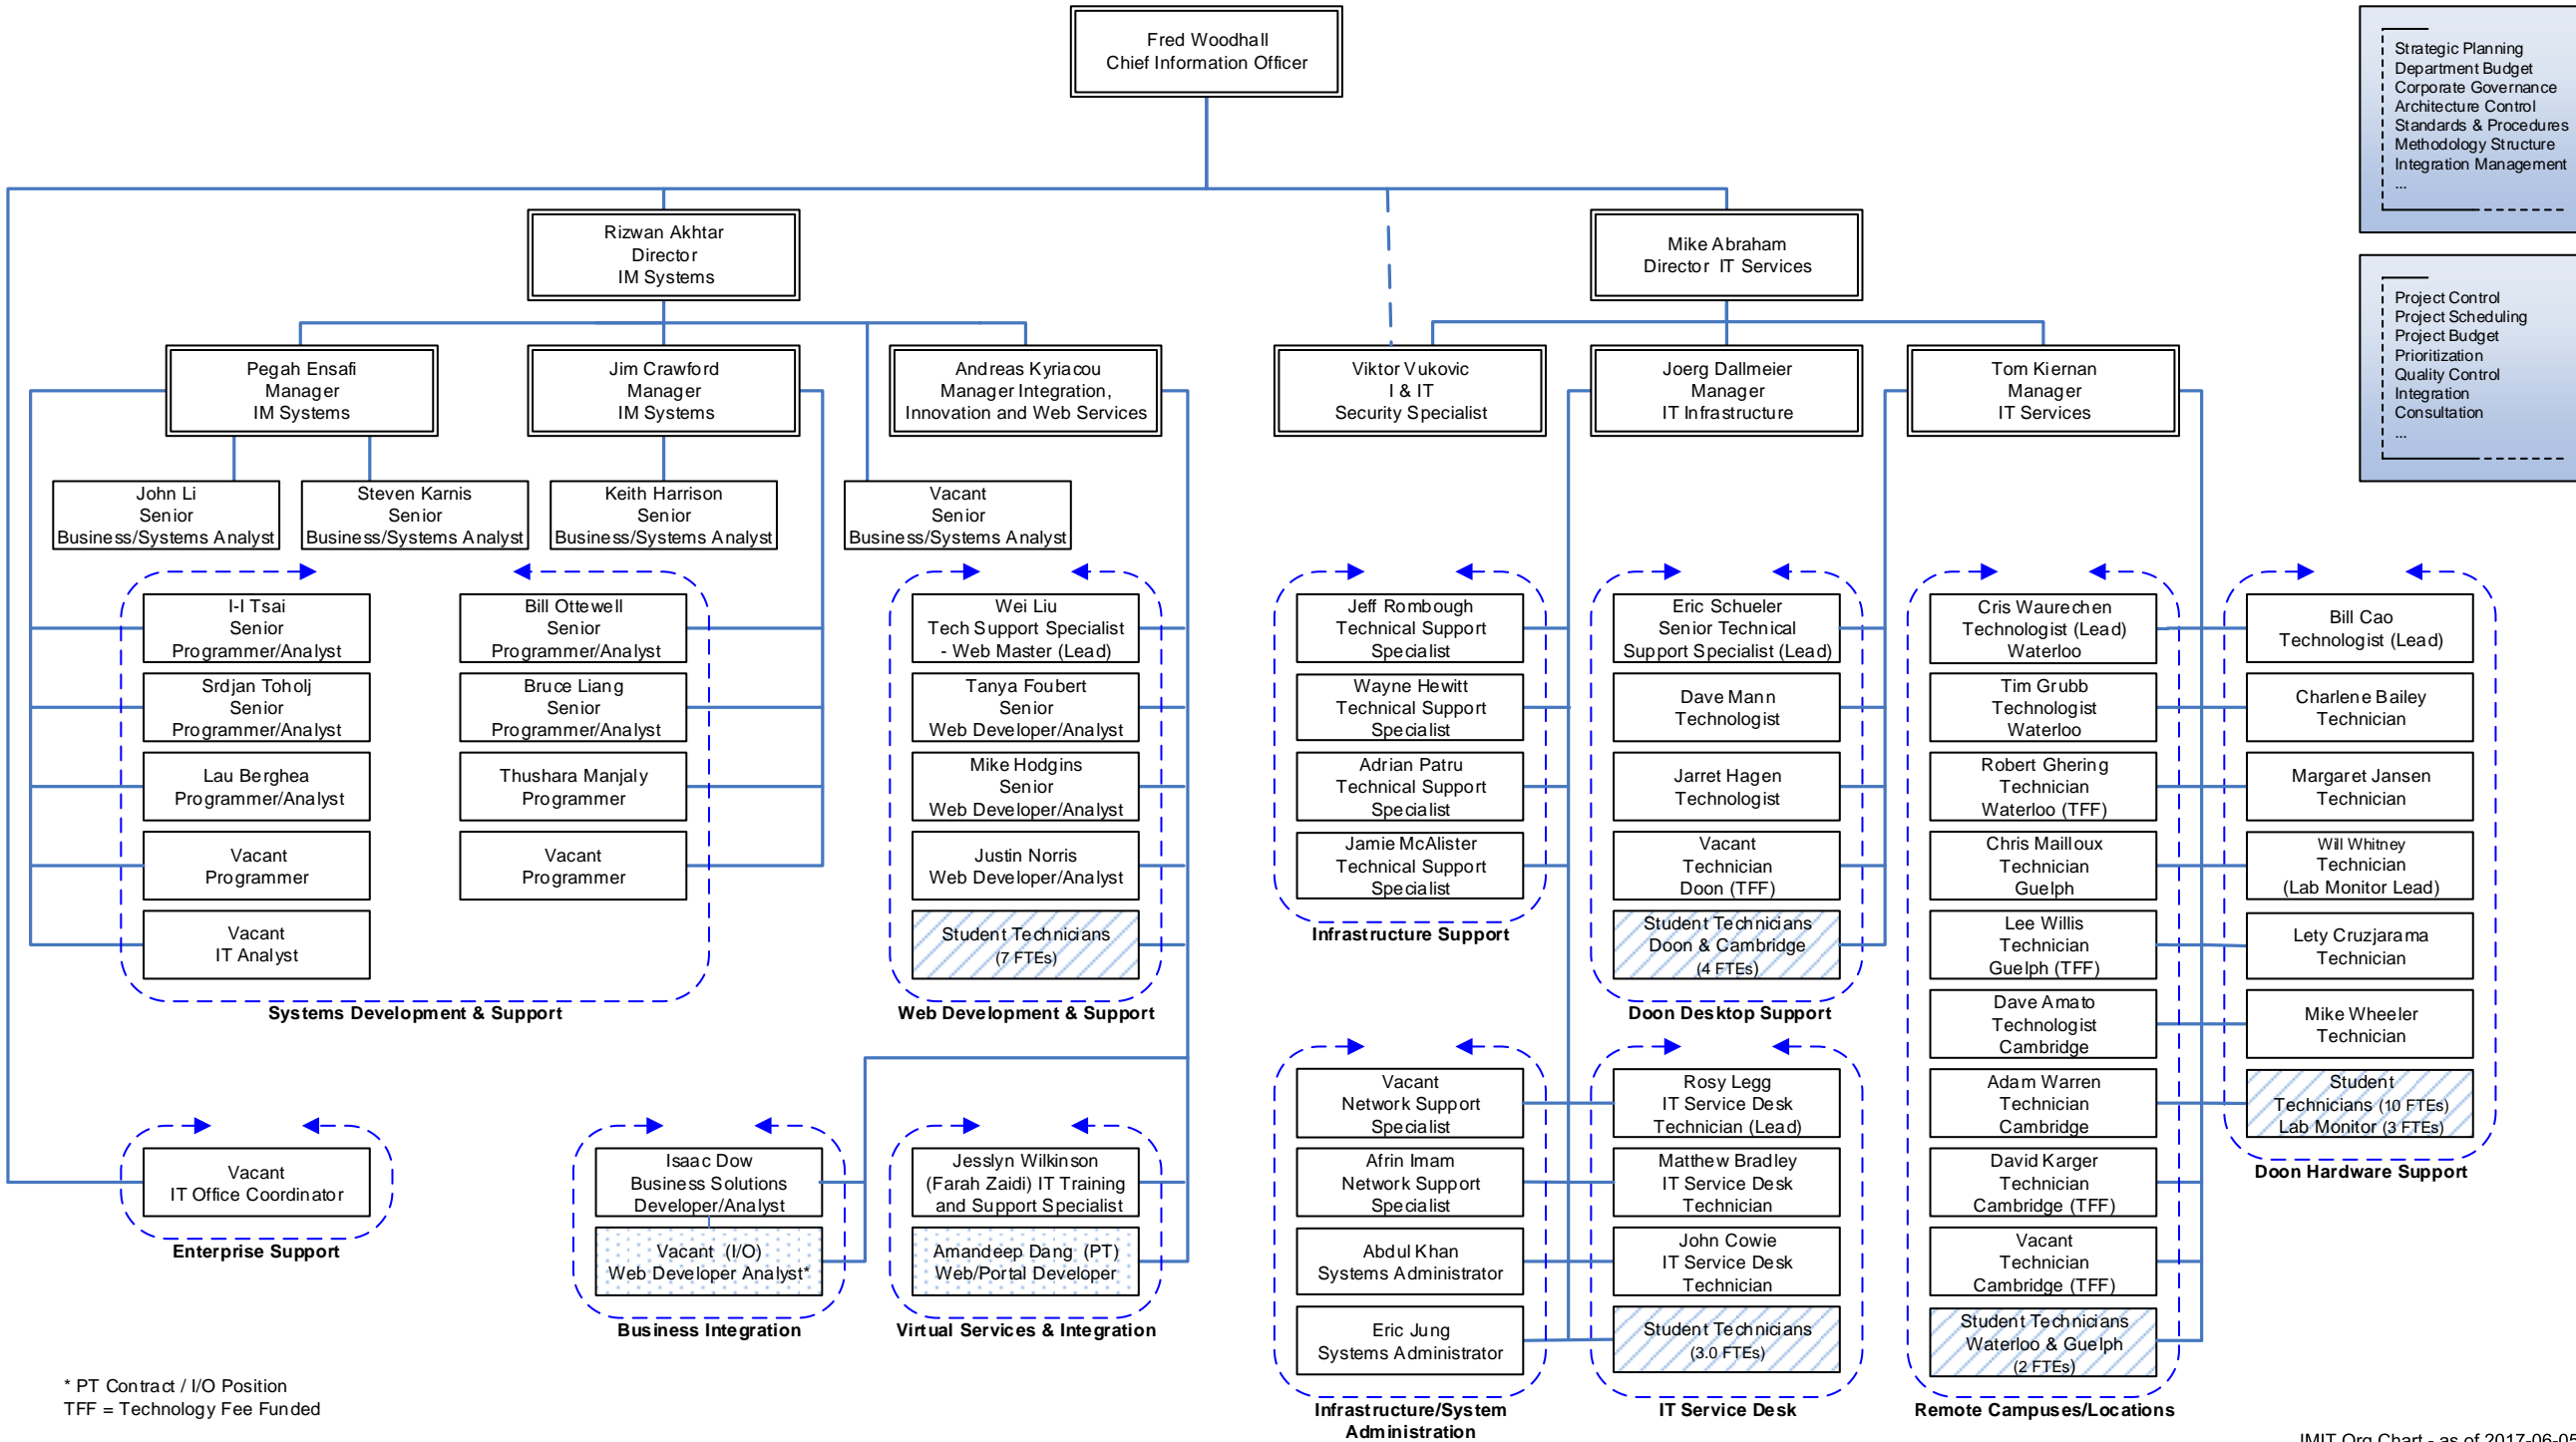 Fred Woodhall
Chief Information Officer
Strategic Planning
Department Budget
Corporate Governance
Architecture Control
Standards & Procedures
Methodology Structure
Integration Management
...
Project Control
Project Scheduling
Project Budget
Prioritization
Quality Control
Integration
Consultation
...
Rizwan Akhtar
Director
IM Systems
Mike Abraham
Director IT Services
Pegah Ensafi
Manager
IM Systems
Jim Crawford
Manager
IM Systems
Andreas Kyriacou
Manager Integration,
Innovation and Web Services
Viktor Vukovic
I & IT
Security Specialist
Joerg Dallmeier
Manager
IT Infrastructure
Tom Kiernan
Manager
IT Services
John Li
Senior
Business/Systems Analyst
Steven Karnis
Senior
Business/Systems Analyst
Keith Harrison
Senior
Business/Systems Analyst
Vacant
Senior
Business/Systems Analyst
I-I Tsai
Senior
Programmer/Analyst
Srdjan Toholj
Senior
Programmer/Analyst
Lau Berghea
Programmer/Analyst
Vacant
Programmer
Vacant
IT Analyst
Bill Ottewell
Senior
Programmer/Analyst
Bruce Liang
Senior
Programmer/Analyst
Thushara Manjaly
Programmer
Vacant
Programmer
Systems Development & Support
Wei Liu
Tech Support Specialist
- Web Master (Lead)
Tanya Foubert
Senior
Web Developer/Analyst
Mike Hodgins
Senior
Web Developer/Analyst
Justin Norris
Web Developer/Analyst
Student Technicians
(7 FTEs)
Web Development & Support
Jeff Rombough
Technical Support
Specialist
Wayne Hewitt
Technical Support
Specialist
Adrian Patru
Technical Support
Specialist
Jamie McAlister
Technical Support
Specialist
Infrastructure Support
Eric Schueler
Senior Technical
Support Specialist (Lead)
Dave Mann
Technologist
Jarret Hagen
Technologist
Vacant
Technician
Doon (TFF)
Student Technicians
Doon & Cambridge
(4 FTEs)
Doon Desktop Support
Cris Waurechen
Technologist (Lead)
Waterloo
Tim Grubb
Technologist
Waterloo
Robert Ghering
Technician
Waterloo (TFF)
Chris Mailloux
Technician
Guelph
Lee Willis
Technician
Guelph (TFF)
Dave Amato
Technologist
Cambridge
Adam Warren
Technician
Cambridge
David Karger
Technician
Cambridge (TFF)
Vacant
Technician
Cambridge (TFF)
Student Technicians
Waterloo & Guelph
(2 FTEs)
Remote Campuses/Locations
Bill Cao
Technologist (Lead)
Charlene Bailey
Technician
Margaret Jansen
Technician
Will Whitney
Technician
(Lab Monitor Lead)
Lety Cruzjarama
Technician
Mike Wheeler
Technician
Student
Technicians (10 FTEs)
Lab Monitor (3 FTEs)
Doon Hardware Support
Vacant
IT Office Coordinator
Enterprise Support
Isaac Dow
Business Solutions
Developer/Analyst
Vacant (I/O)
Web Developer Analyst*
Business Integration
Jesslyn Wilkinson
(Farah Zaidi) IT Training
and Support Specialist
Amandeep Dang (PT)
Web/Portal Developer
Virtual Services & Integration
Vacant
Network Support
Specialist
Afrin Imam
Network Support
Specialist
Abdul Khan
Systems Administrator
Eric Jung
Systems Administrator
Infrastructure/System
Administration
Rosy Legg
IT Service Desk
Technician (Lead)
Matthew Bradley
IT Service Desk
Technician
John Cowie
IT Service Desk
Technician
Student Technicians
(3.0 FTEs)
IT Service Desk
* PT Contract / I/O Position
TFF = Technology Fee Funded
IMIT Org Chart - as of 2017-06-05